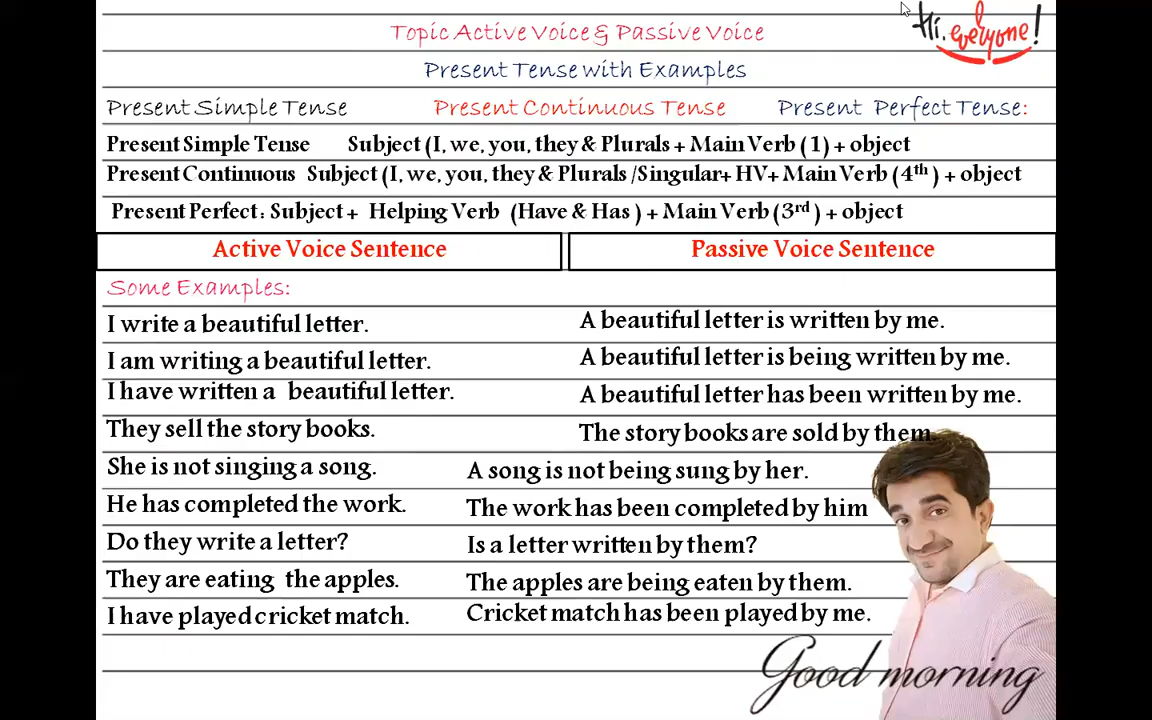 Hi, everyone!
Topic Active Voice & Passive Voice
Present Tense with Examples
Present Simple Tense Present Continuous Tense Present Perfect Tense:
Present Simple Tense Subject (I, we, you, they & Plurals + Main Verb (1) + object
Present Continuous Subject (I, we, you, they & Plurals /Singular+ HV+ Main Verb (4th ) + object
Present Perfect : Subject + Helping Verb (Have & Has ) + Main Verb (3rd ) + object
Active Voice Sentence Passive Voice Sentence
Some Examples:
I write a beautiful letter. A beautiful letter is written by me.
I am writing a beautiful letter. A beautiful letter is being written by me.
I have written a beautiful letter. A beautiful letter has been written by me.
They sell the story books. The story books are sold by them.
She is not singing a song. A song is not being sung by her.
He has completed the work. The work has been completed by him
Do they write a letter? Is a letter written by them?
They are eating the apples. The apples are being eaten by them.
I have played cricket match. Cricket match has been played by me.
Good morning